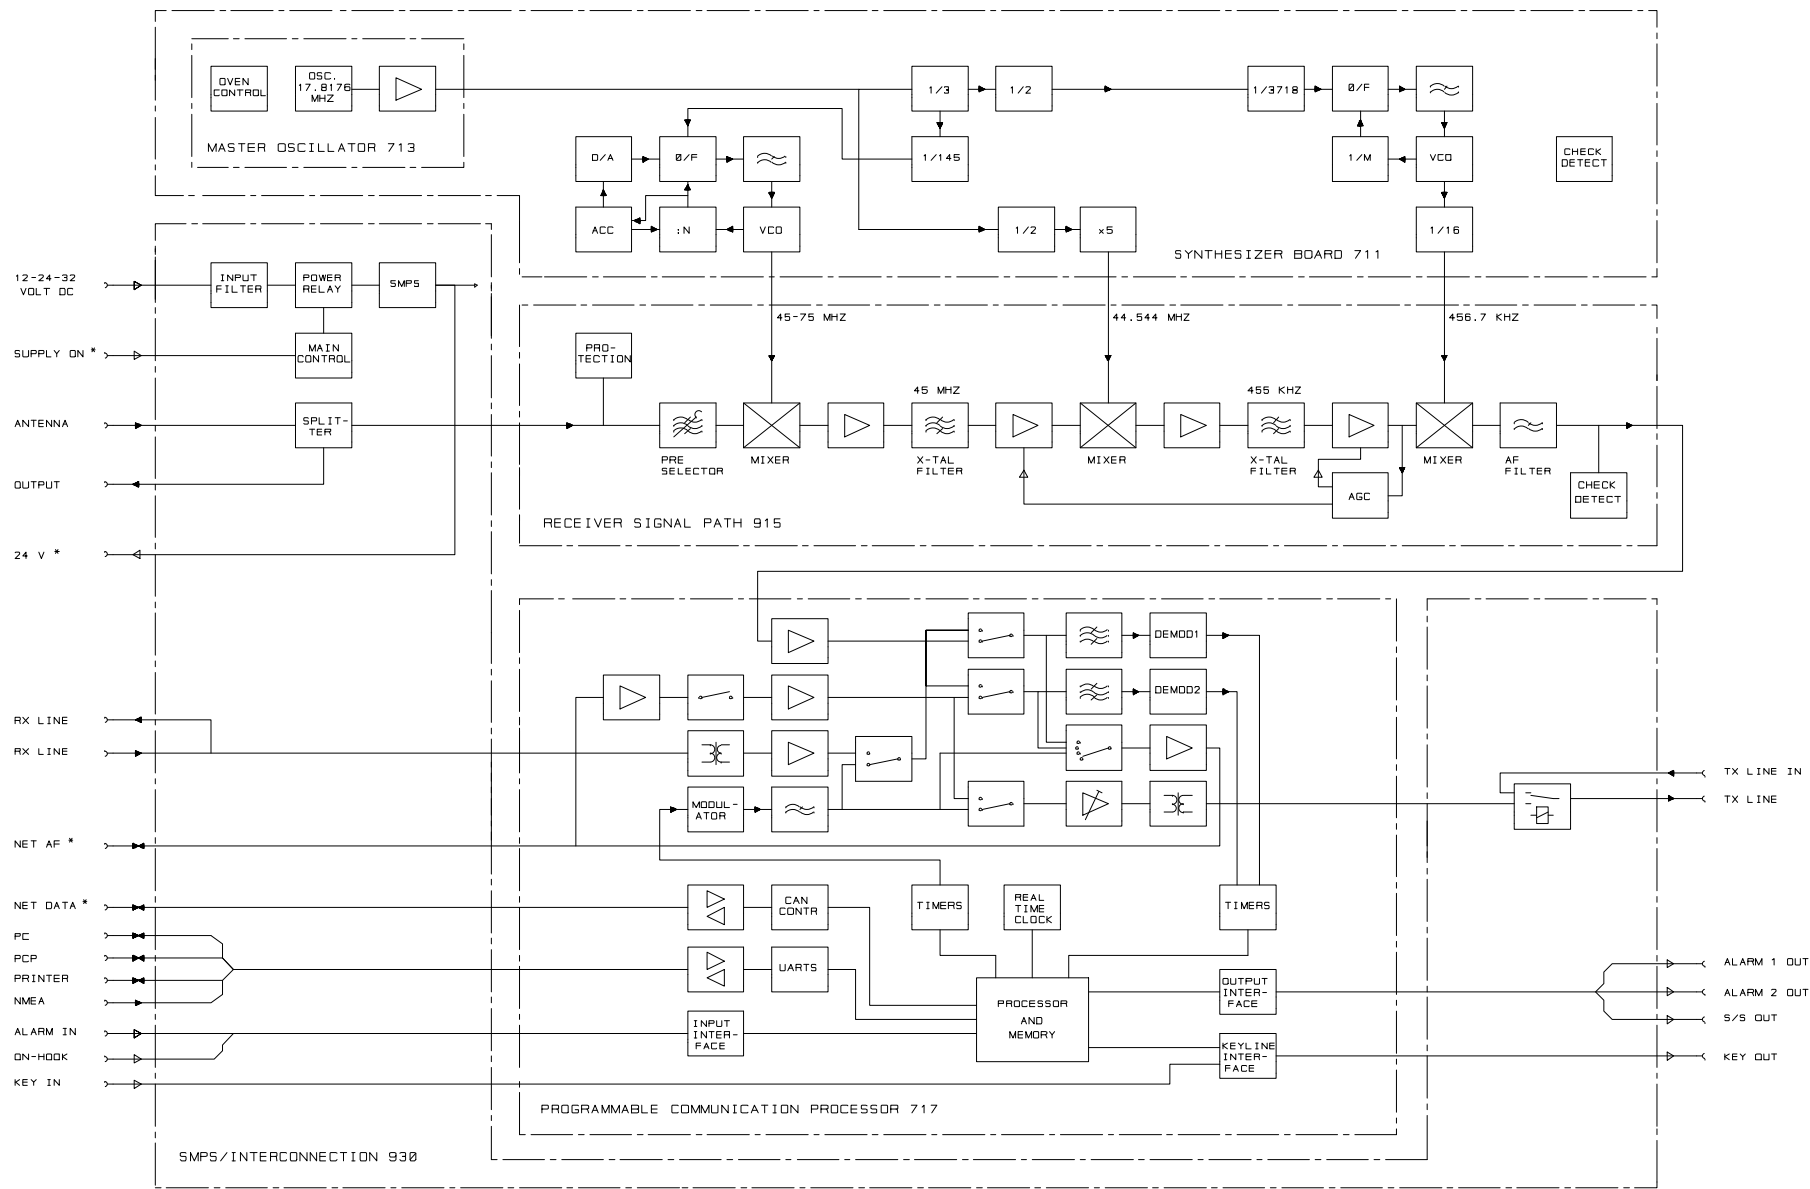 OVEN
CONTROL
OSC.
17.8176
MHZ
MASTER OSCILLATOR 713
1/3
1/2
1/3718
Ø/F
D/A
Ø/F
1/145
1/M
VCO
CHECK
DETECT
ACC
:N
VCO
1/2
x5
1/16
SYNTHESIZER BOARD 711
12-24-32
VOLT DC
INPUT
FILTER
POWER
RELAY
SMPS
45-75 MHZ
44.544 MHZ
456.7 KHZ
SUPPLY ON *
MAIN
CONTROL
PRO-
TECTION
45 MHZ
455 KHZ
ANTENNA
SPLIT-
TER
PRE
SELECTOR
MIXER
X-TAL
FILTER
MIXER
X-TAL
FILTER
MIXER
AF
FILTER
OUTPUT
AGC
CHECK
DETECT
RECEIVER SIGNAL PATH 915
24 V *
DEMOD1
DEMOD2
RX LINE
RX LINE
TX LINE IN
TX LINE
MODUL-
ATOR
NET AF *
NET DATA *
CAN
CONTR
TIMERS
REAL
TIME
CLOCK
TIMERS
PC
PCP
PRINTER
NMEA
UARTS
PROCESSOR
AND
MEMORY
OUTPUT
INTER-
FACE
ALARM 1 OUT
ALARM 2 OUT
S/S OUT
ALARM IN
ON-HOOK
KEY IN
INPUT
INTER-
FACE
KEYLINE
INTER-
FACE
KEY OUT
PROGRAMMABLE COMMUNICATION PROCESSOR 717
SMPS/INTERCONNECTION 930